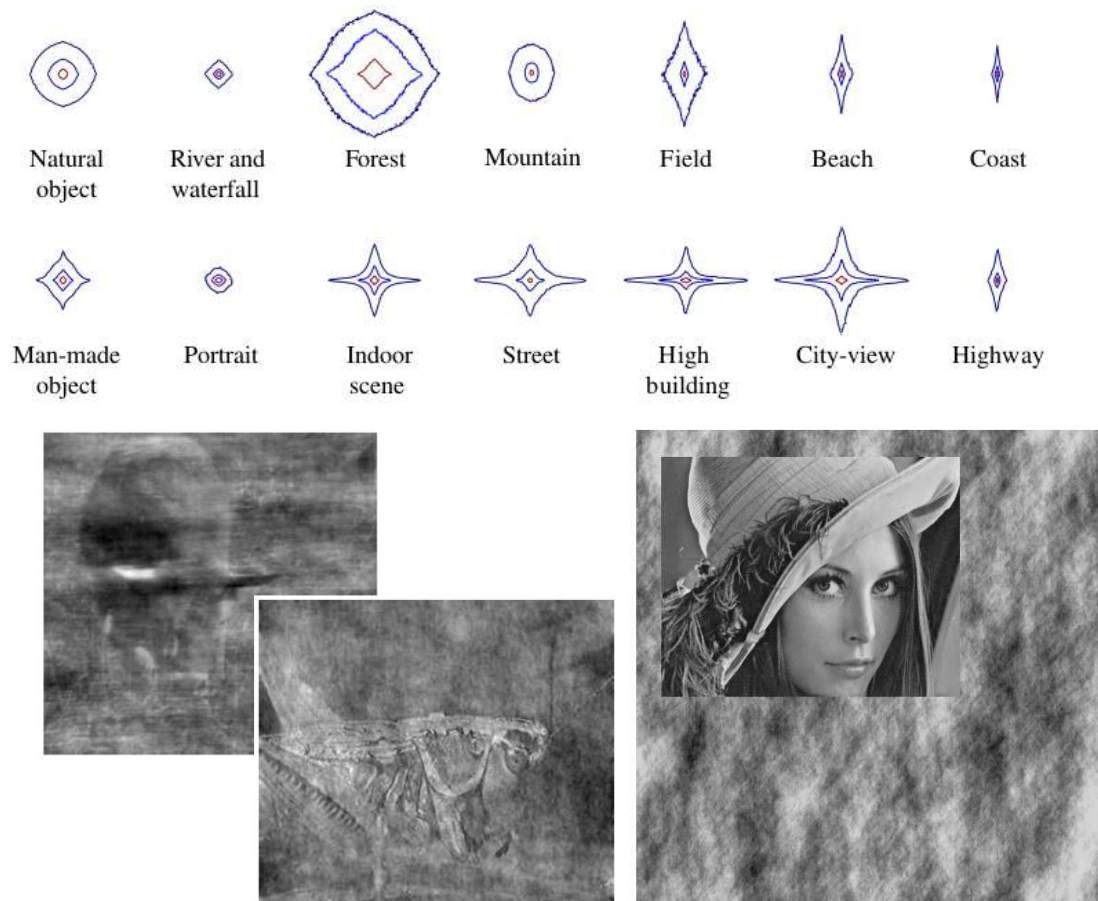 Natural object
River and waterfall
Forest
Mountain
Field
Beach
Coast
Man-made object
Portrait
Indoor scene
Street
High building
City-view
Highway